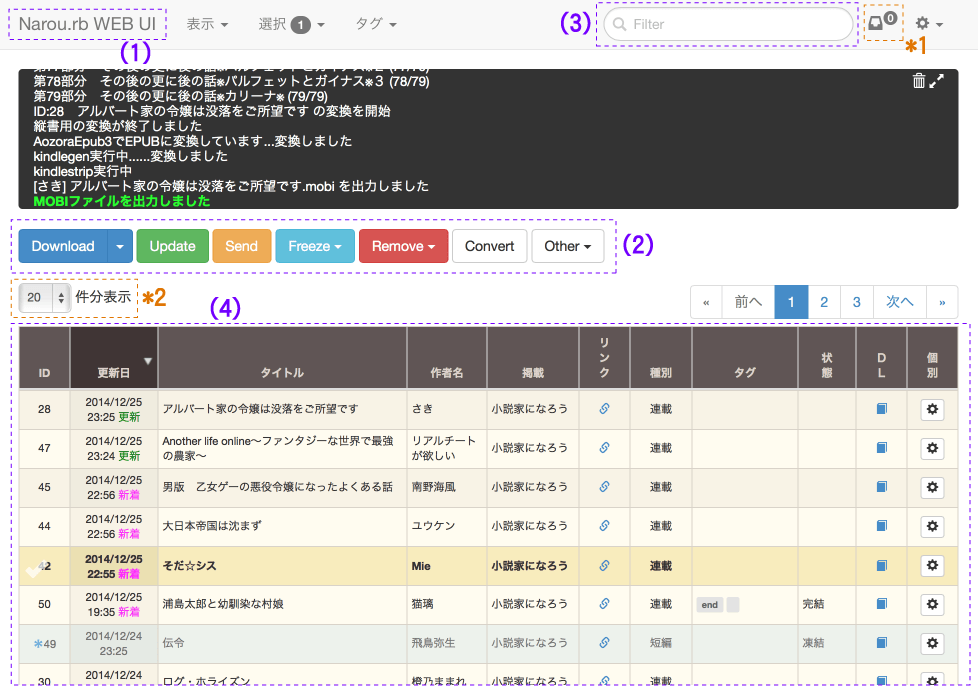 Narou.rb WEB UI
表示
選択 1
タグ
(3)
Filter
0
(1)
*1
第78部分　その後の更に後の話※パルフェットとガイナス※３ (78/79)
第79部分　その後の更に後の話※カリーナ※ (79/79)
ID:28　アルバート家の令嬢は没落をご所望です の変換を開始
縦書用の変換が終了しました
AozoraEpub3でEPUBに変換しています...変換しました
kindlegen実行中......変換しました
kindlestrip実行中
[さき] アルバート家の令嬢は没落をご所望です.mobi を出力しました
MOBIファイルを出力しました
Download
Update
Send
Freeze
Remove
Convert
Other
(2)
20 件分表示
*2
(4)
« 前へ 1 2 3 次へ »
ID 更新日 タイトル 作者名 掲載 リンク 種別 タグ 状態 DL 個別
28 2014/12/25 23:25 更新 アルバート家の令嬢は没落をご所望です さき 小説家になろう 連載
47 2014/12/25 23:24 更新 Another life online～ファンタジーな世界で最強の農家～ リアルチートが欲しい 小説家になろう 連載
45 2014/12/25 22:56 新着 男版　乙女ゲーの悪役令嬢になったよくある話 南野海風 小説家になろう 連載
44 2014/12/25 22:56 新着 大日本帝国は沈まず ユウケン 小説家になろう 連載
42 2014/12/25 22:55 新着 そだ☆シス Mie 小説家になろう 連載
50 2014/12/25 19:35 新着 浦島太郎と幼馴染な村娘 猫璃 小説家になろう 連載 end 完結
*49 2014/12/24 23:25 伝令 飛鳥弥生 小説家になろう 短編 凍結
30 2014/12/24 ログ・ホライズン 橙乃ままれ 小説家になろう 連載